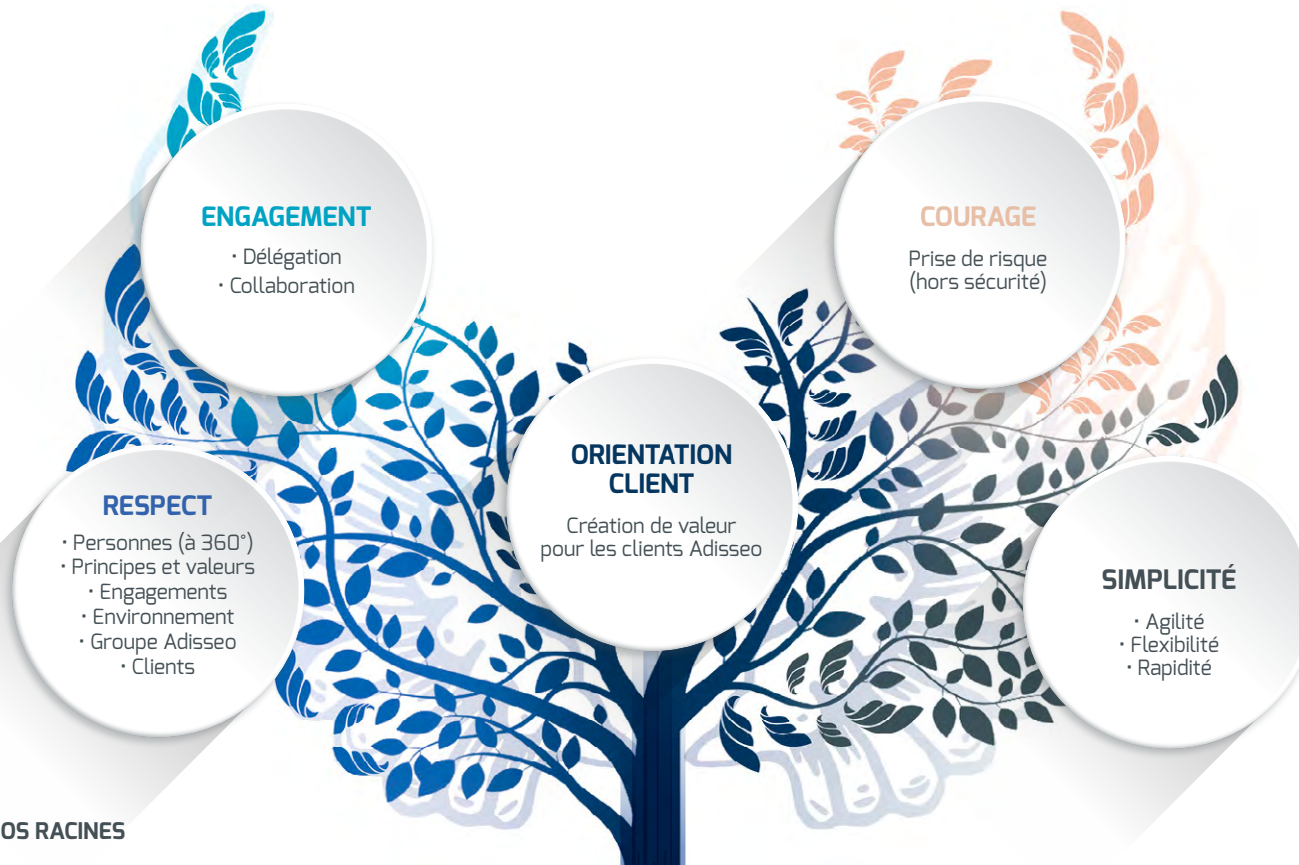 ENGAGEMENT
• Délégation
• Collaboration
COURAGE
Prise de risque
(hors sécurité)
ORIENTATION
CLIENT
Création de valeur
pour les clients Adisseo
RESPECT
• Personnes (à 360°)
• Principes et valeurs
• Engagements
• Environnement
• Groupe Adisseo
• Clients
SIMPLICITÉ
• Agilité
• Flexibilité
• Rapidité
OS RACINES